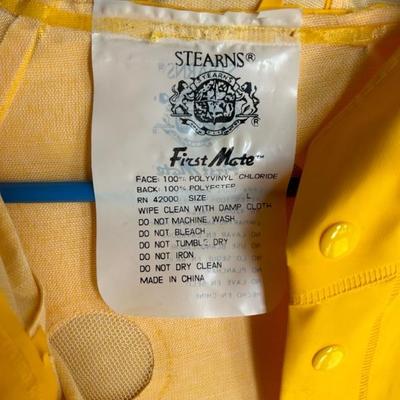 STEARNS®
STEARNS
®
First Mate™
FACE: 100% POLYVINYL CHLORIDE
BACK: 100% POLYESTER
RN 42000 SIZE L
WIPE CLEAN WITH DAMP CLOTH
DO NOT MACHINE WASH
DO NOT BLEACH
DO NOT TUMBLE DRY
DO NOT IRON
DO NOT DRY CLEAN
MADE IN CHINA